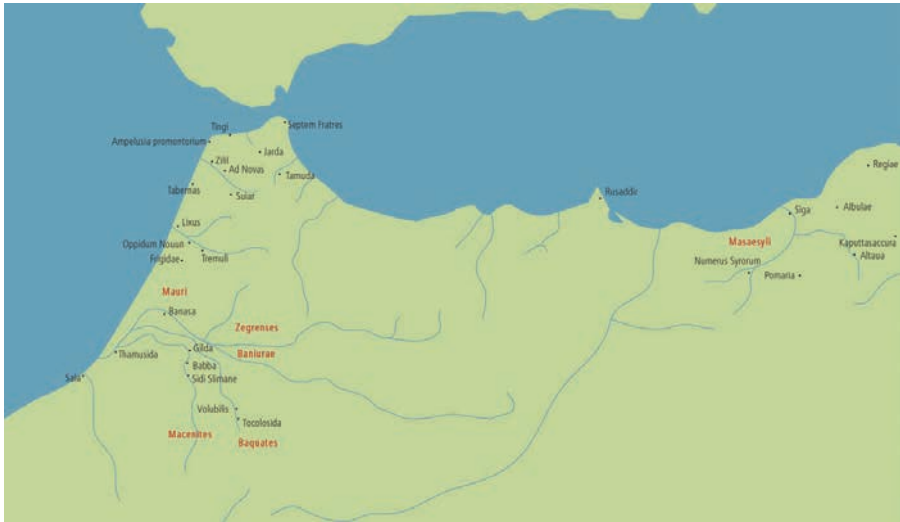 Septem Fratres
Tingi
Ampelusia promontorium
Jarda
Zilil
Ad Novas
Tamuda
Regiae
Tabernas
Suiar
Rusaddir
Siga
Albulae
Lixus
Oppidum Nouun
Tremuli
Frigidae
Masaesyli
Kaputtasaccura
Altaua
Numerus Syrorum
Pomaria
Mauri
Banasa
Zegrenses
Gilda
Baniurae
Thamusida
Babba
Sala
Sidi Slimane
Volubilis
Tocolosida
Macenites
Baquates